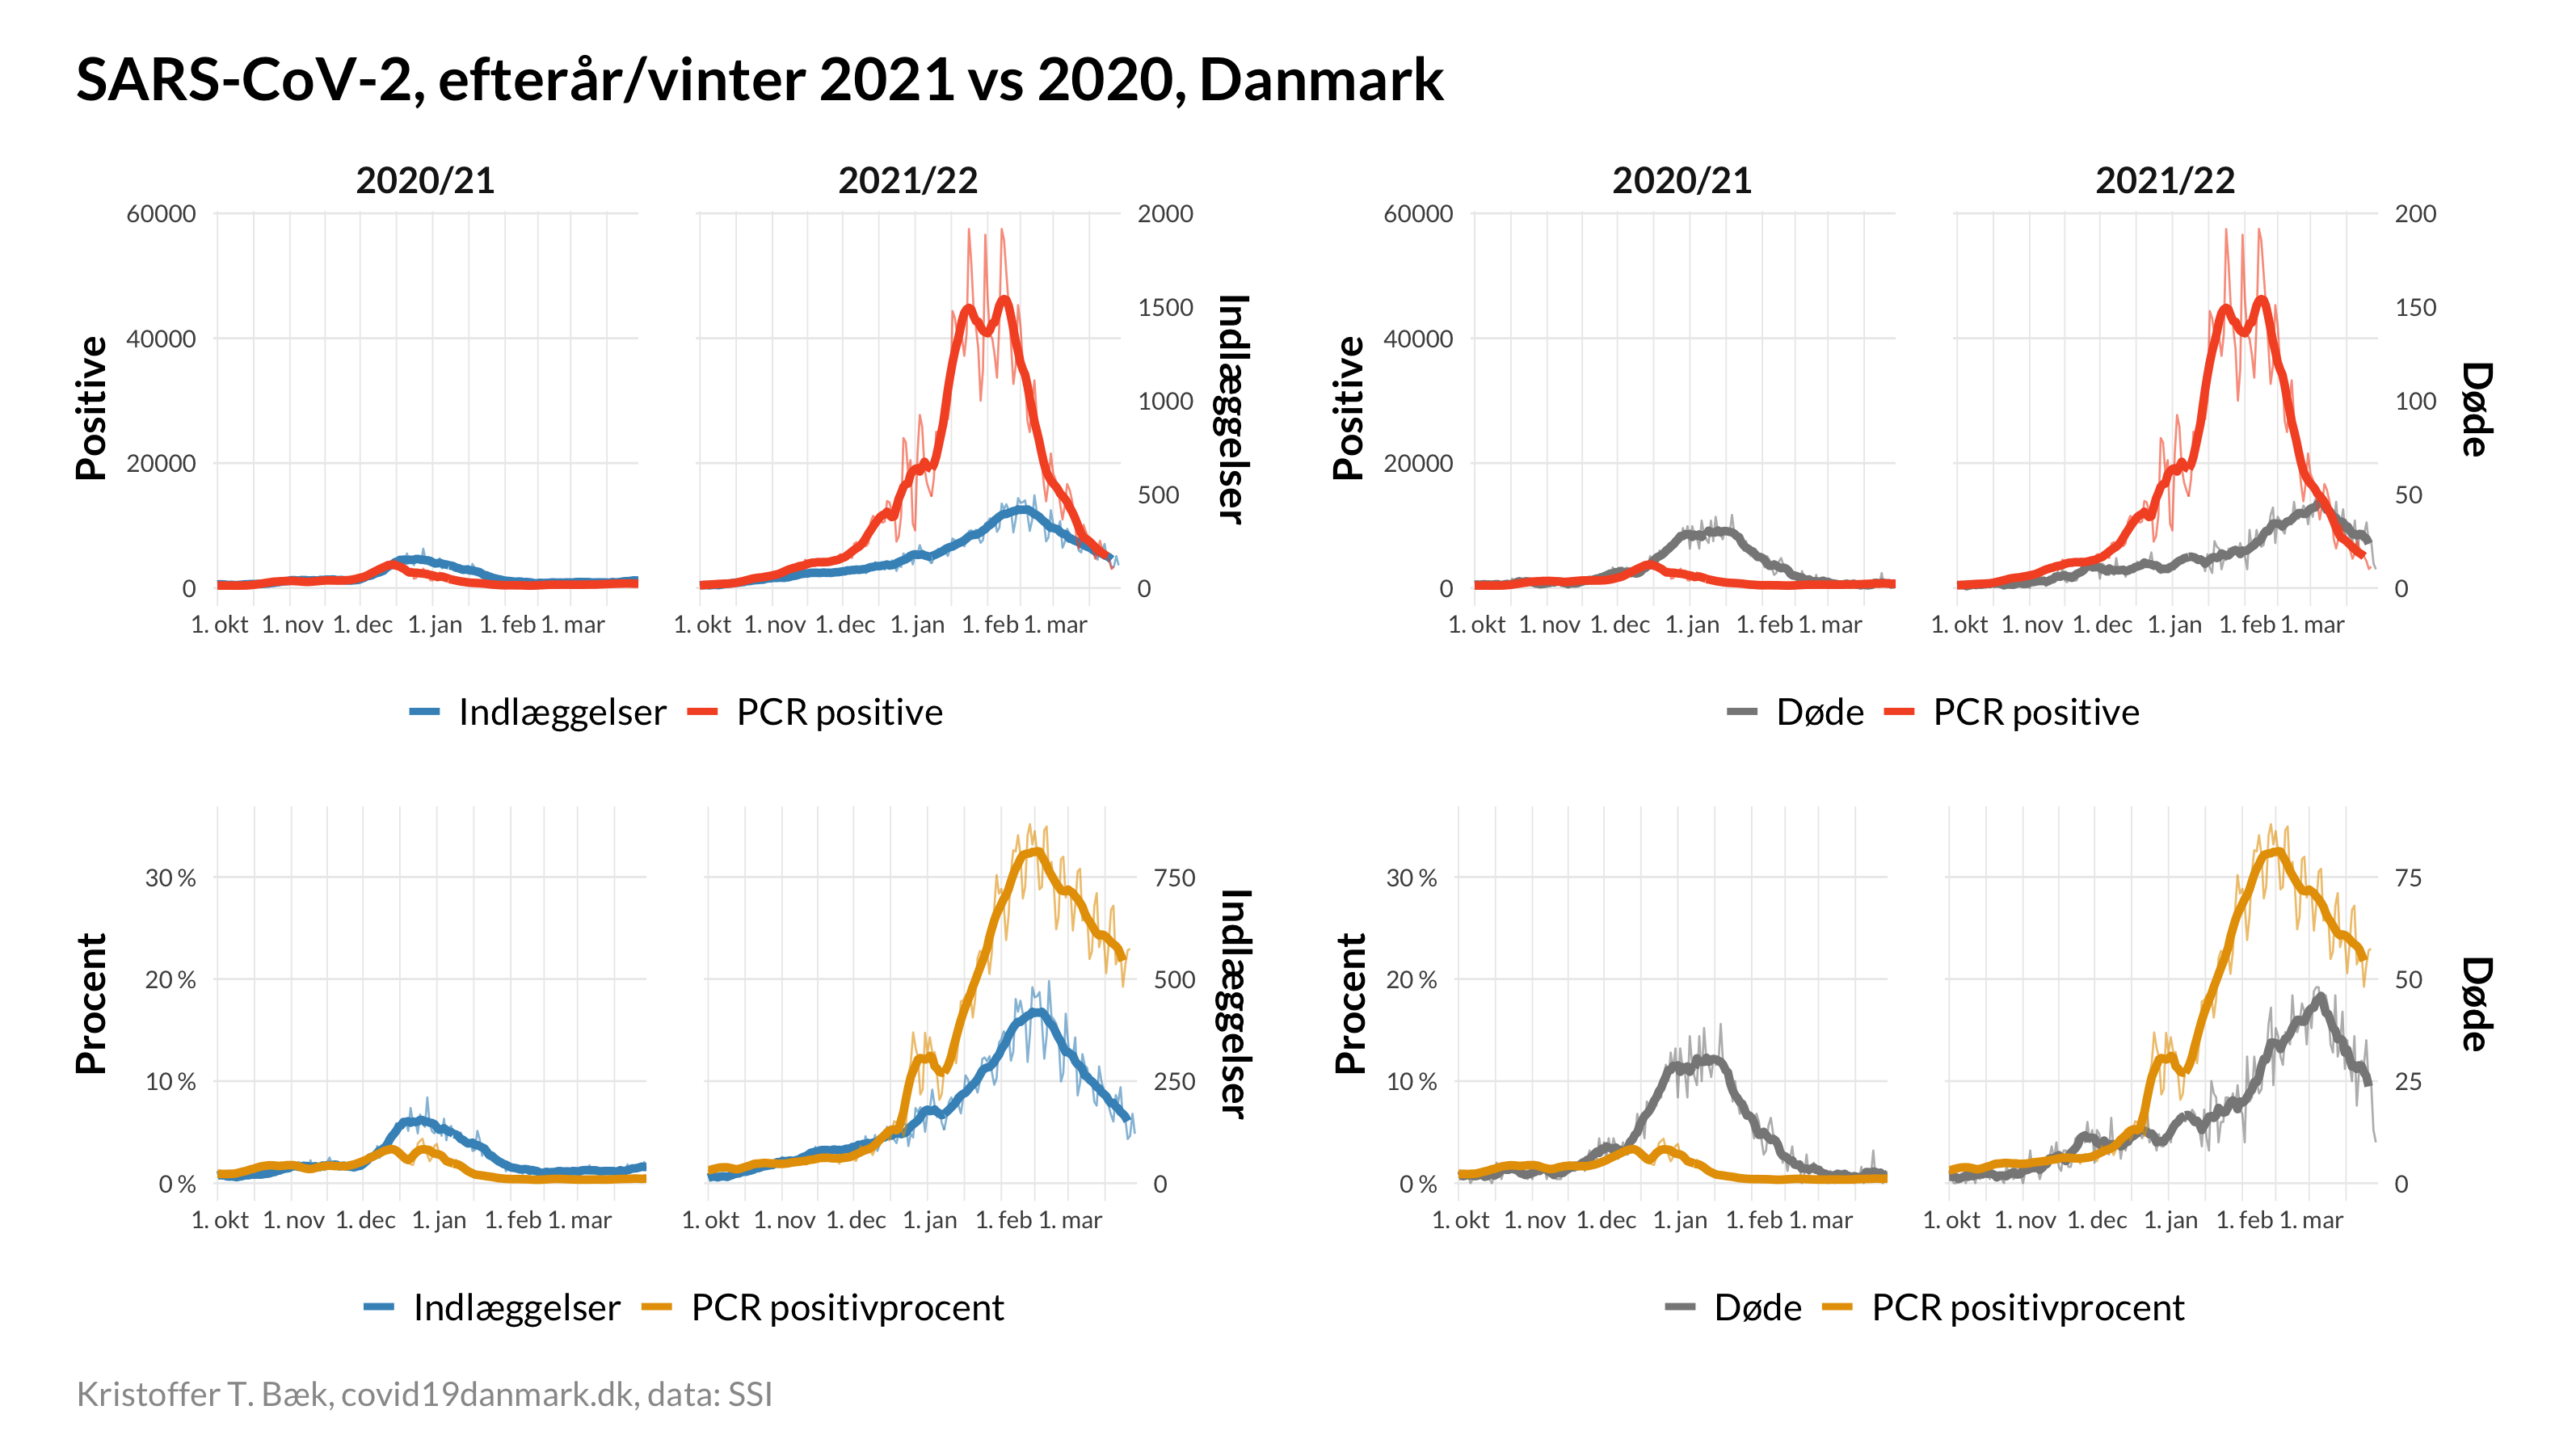 SARS-CoV-2, efterår/vinter 2021 vs 2020, Danmark
2020/21
2021/22
60000
40000
20000
0
Positive
2000
1500
1000
500
0
Indlæggelser
1. okt 1. nov 1. dec 1. jan 1. feb 1. mar
1. okt 1. nov 1. dec 1. jan 1. feb 1. mar
Indlæggelser PCR positive
2020/21
2021/22
60000
40000
20000
0
Positive
200
150
100
50
0
Døde
1. okt 1. nov 1. dec 1. jan 1. feb 1. mar
1. okt 1. nov 1. dec 1. jan 1. feb 1. mar
Døde PCR positive
30 %
20 %
10 %
0 %
Procent
750
500
250
0
Indlæggelser
1. okt 1. nov 1. dec 1. jan 1. feb 1. mar
1. okt 1. nov 1. dec 1. jan 1. feb 1. mar
Indlæggelser PCR positivprocent
30 %
20 %
10 %
0 %
Procent
75
50
25
0
Døde
1. okt 1. nov 1. dec 1. jan 1. feb 1. mar
1. okt 1. nov 1. dec 1. jan 1. feb 1. mar
Døde PCR positivprocent
Kristoffer T. Bæk, covid19danmark.dk, data: SSI